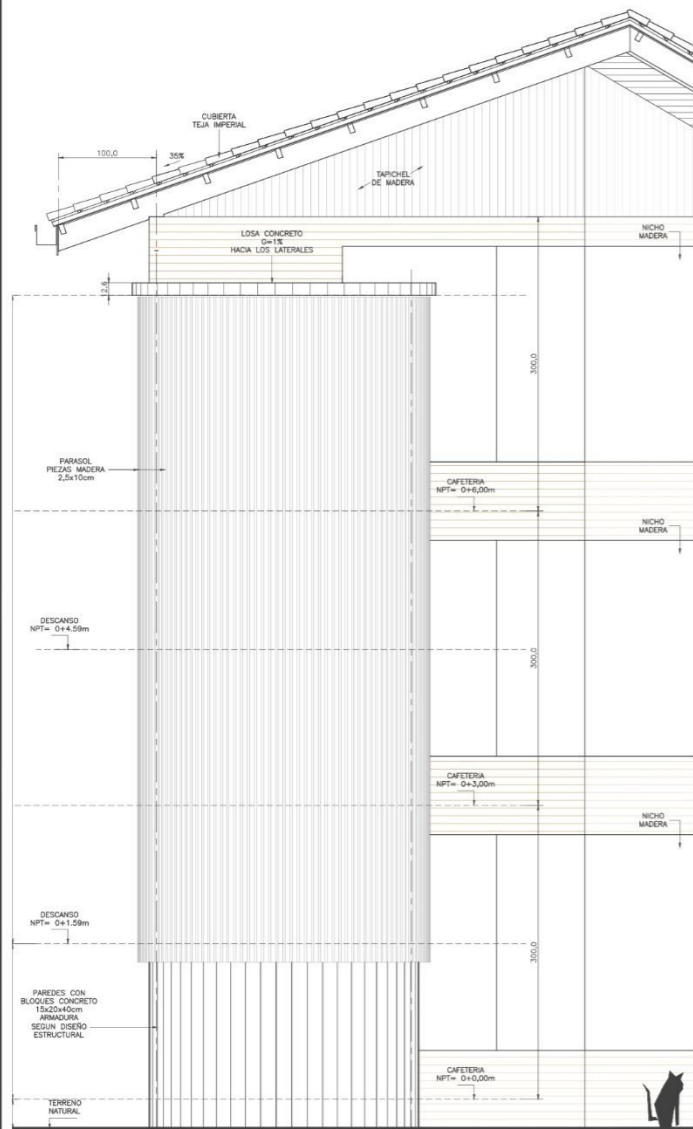 CUBIERTA
TEJA IMPERIAL
100,0
35%
TAPICHEL
DE MADERA
LOSA CONCRETO
G=1%
HACIA LOS LATERALES
NICHO
MADERA
12,6
300,0
PARASOL
PIEZAS MADERA
2,5x10cm
CAFETERIA
NPT= 0+6,00m
NICHO
MADERA
DESCANSO
NPT= 0+4.59m
300,0
CAFETERIA
NPT= 0+3,00m
NICHO
MADERA
DESCANSO
NPT= 0+1.59m
300,0
PAREDES CON
BLOQUES CONCRETO
15x20x40cm
ARMADURA
SEGUN DISEÑO
ESTRUCTURAL
CAFETERIA
NPT= 0+0,00m
TERRENO
NATURAL